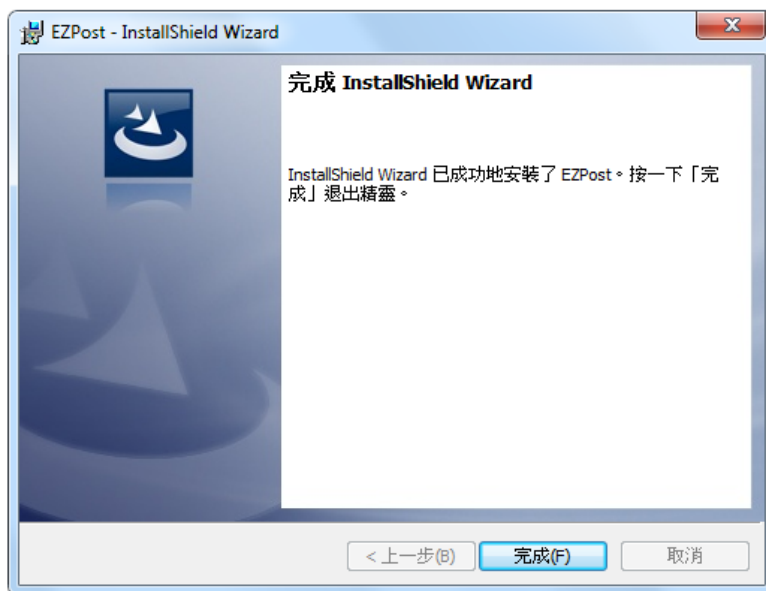 EZPost - InstallShield Wizard
完成 InstallShield Wizard
InstallShield Wizard 已成功地安裝了 EZPost。按一下「完
成」退出精靈。
< 上一步(B)
完成(F)
取消